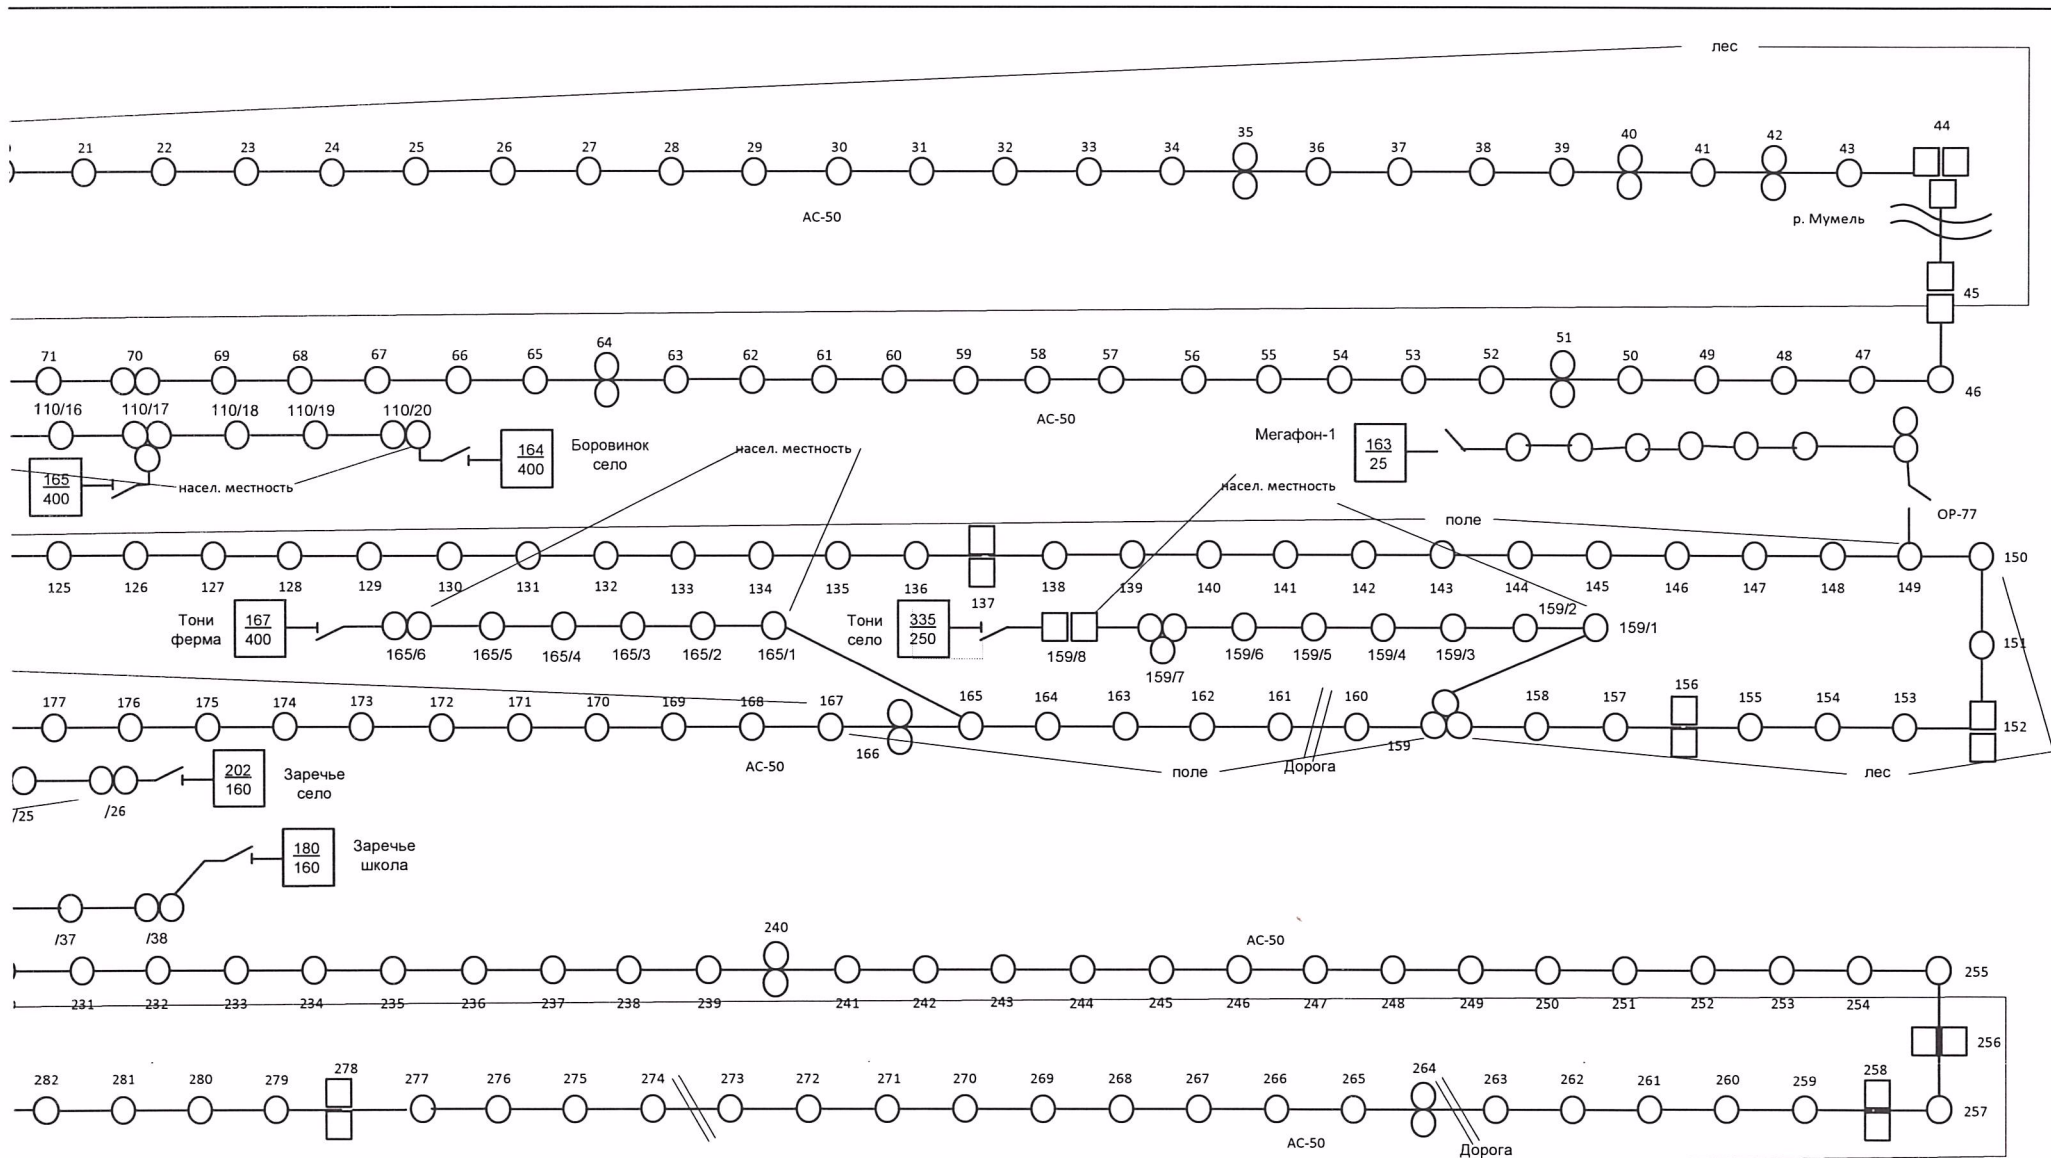 лес
21 22 23 24 25 26 27 28 29 30 31 32 33 34 35 36 37 38 39 40 41 42 43 44
АС-50
р. Мумель
45
71 70 69 68 67 66 65 64 63 62 61 60 59 58 57 56 55 54 53 52 51 50 49 48 47
46
110/16 110/17 110/18 110/19 110/20
АС-50
164
400
Боровинок
село
165
400
насел. местность
насел. местность
Мегафон-1
163
25
насел. местность
ОР-77
поле
125 126 127 128 129 130 131 132 133 134 135 136 137 138 139 140 141 142 143 144 145 146 147 148 149 150
Тони
ферма
167
400
165/6 165/5 165/4 165/3 165/2 165/1
Тони
село
335
250
159/8 159/7 159/6 159/5 159/4 159/3 159/2 159/1
151
177 176 175 174 173 172 171 170 169 168 167 166 165 164 163 162 161 160 159 158 157 156 155 154 153 152
АС-50
поле
Дорога
лес
/25 /26
202
160
Заречье
село
180
160
Заречье
школа
/37 /38
240
АС-50
231 232 233 234 235 236 237 238 239 241 242 243 244 245 246 247 248 249 250 251 252 253 254 255
256
282 281 280 279 278 277 276 275 274 273 272 271 270 269 268 267 266 265 264 263 262 261 260 259 258
257
АС-50
Дорога